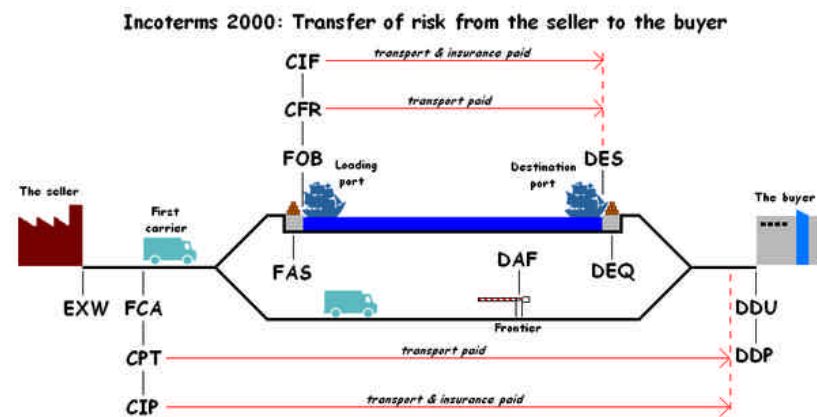 Incoterms 2000: Transfer of risk from the seller to the buyer
CIF
transport & insurance paid
CFR
transport paid
FOB
Loading
port
Destination
port
DES
The seller
First
carrier
The buyer
FAS
DAF
DEQ
EXW
FCA
Frontier
DDU
CPT
transport paid
DDP
CIP
transport & insurance paid